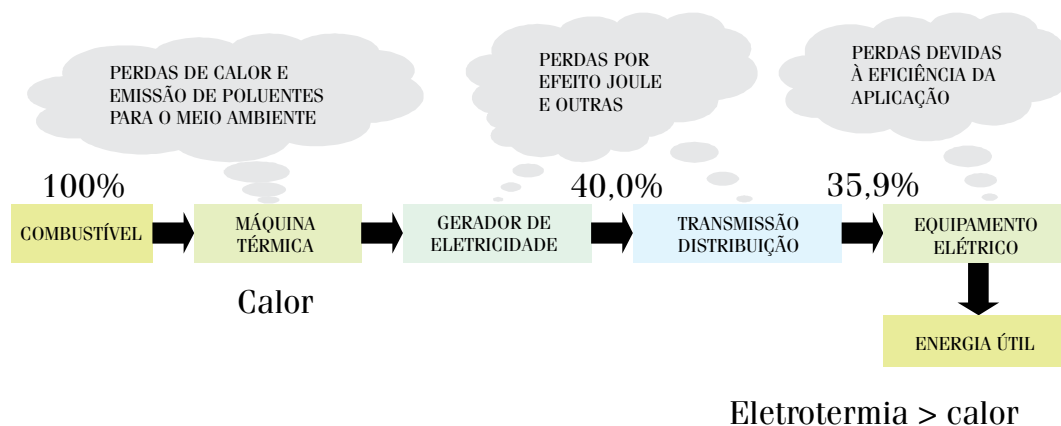 PERDAS DE CALOR E
EMISSÃO DE POLUENTES
PARA O MEIO AMBIENTE
PERDAS POR
EFEITO JOULE
E OUTRAS
PERDAS DEVIDAS
À EFICIÊNCIA DA
APLICAÇÃO
100%
40,0%
35,9%
COMBUSTÍVEL
MÁQUINA
TÉRMICA
GERADOR DE
ELETRICIDADE
TRANSMISSÃO
DISTRIBUIÇÃO
EQUIPAMENTO
ELÉTRICO
Calor
ENERGIA ÚTIL
Eletrotermia > calor